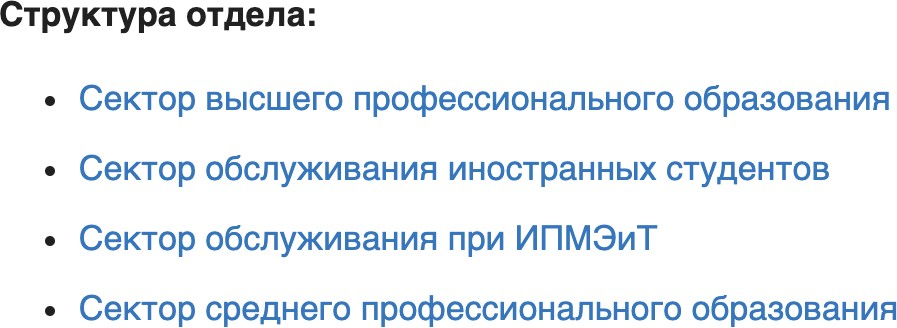 Структура отдела:
• Сектор высшего профессионального образования
• Сектор обслуживания иностранных студентов
• Сектор обслуживания при ИПМЭиТ
• Сектор среднего профессионального образования